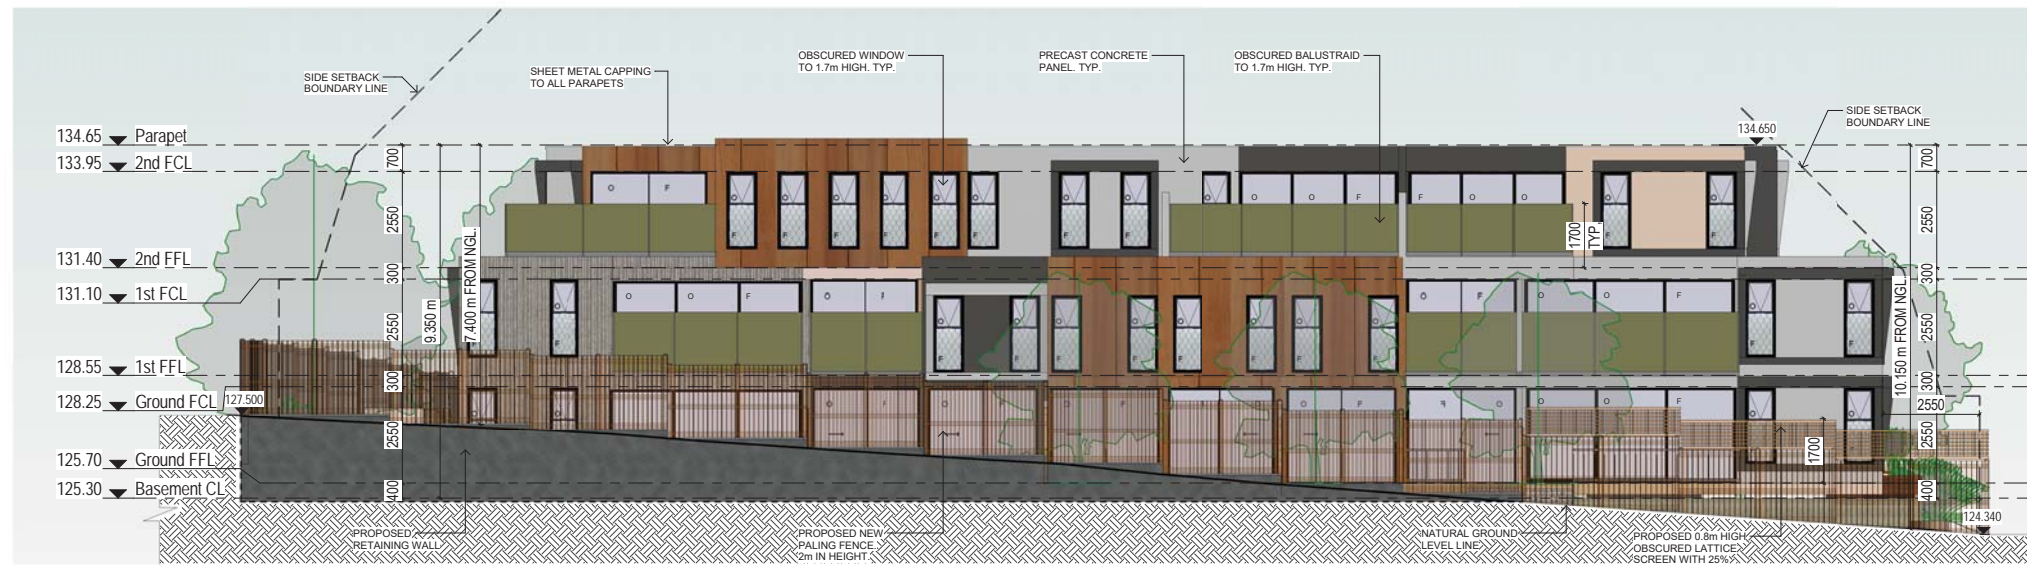 SIDE SETBACK
BOUNDARY LINE
SHEET METAL CAPPING
TO ALL PARAPETS
OBSCURED WINDOW
TO 1.7m HIGH. TYP.
PRECAST CONCRETE
PANEL. TYP.
OBSCURED BALUSTRAID
TO 1.7m HIGH. TYP.
SIDE SETBACK
BOUNDARY LINE
134.65 Parapet
133.95 2nd FCL
131.40 2nd FFL
131.10 1st FCL
128.55 1st FFL
128.25 Ground FCL
125.70 Ground FFL
125.30 Basement CL
127.500
700
2550
300
2550
300
2550
400
9.350 m
7.400 m FROM NGL.
1700
TYP.
134.650
700
2550
300
2550
300
2550
400
10.150 m FROM NGL.
2550
1700
124.340
O F
O F
O F
O F
O F
O F
O F
O F
O F
O O F
O O O
O F
O F
O F
O F
O O F
O F
O F
O F
O F
O F
O F
O F
O F
O F
O O F
O F
O F
PROPOSED
RETAINING WALL
PROPOSED NEW
PALING FENCE.
2m IN HEIGHT.
NATURAL GROUND
LEVEL LINE
PROPOSED 0.8m HIGH
OBSCURED LATTICE
SCREEN WITH 25%